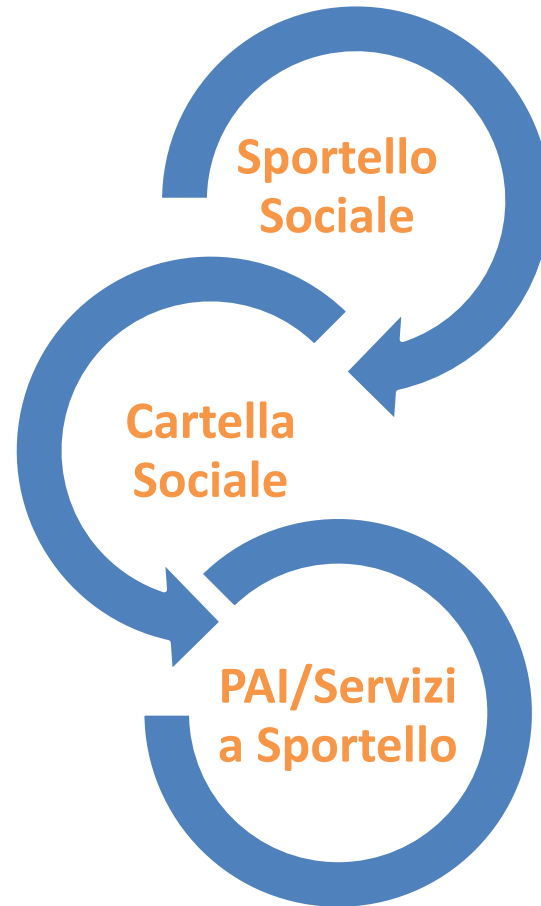 Sportello
Sociale
Cartella
Sociale
PAI/Servizi
a Sportello